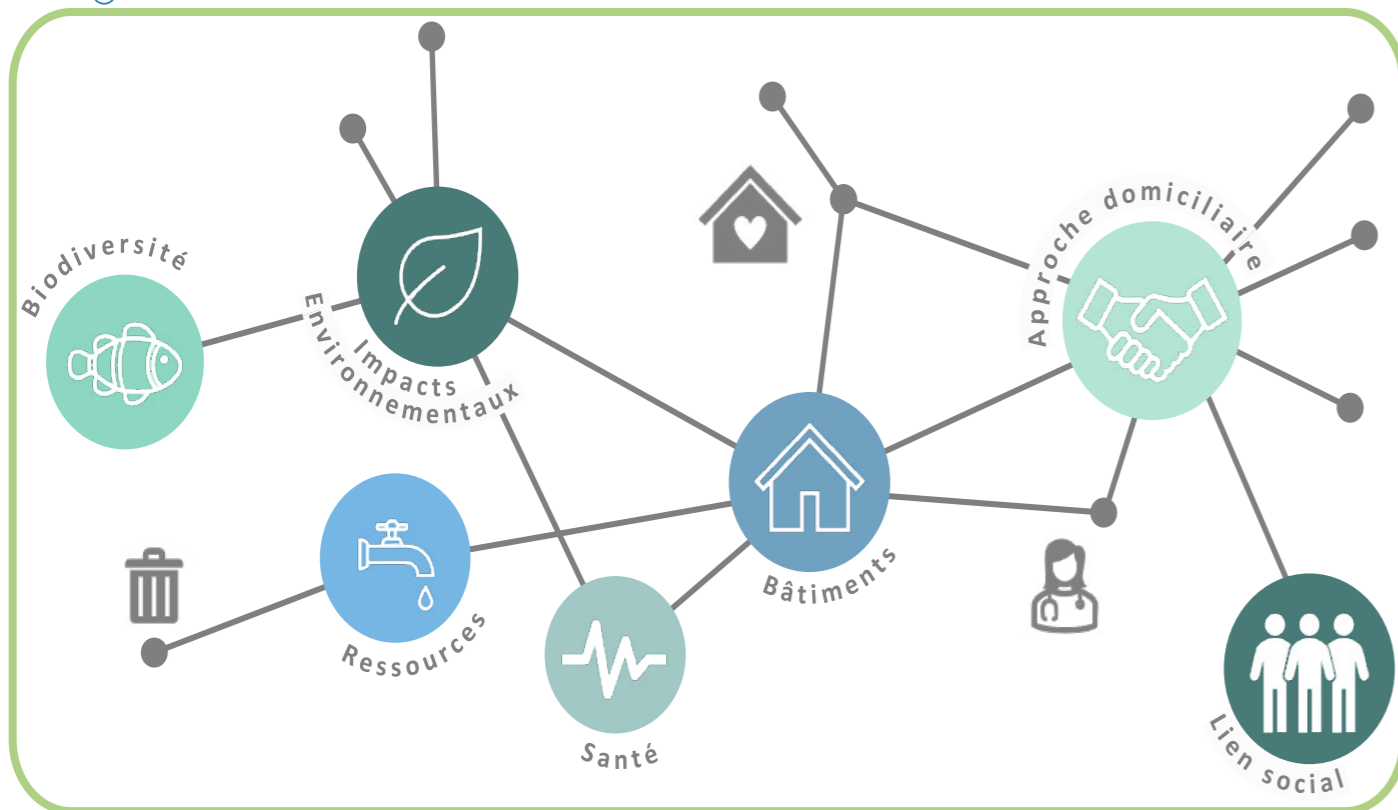 Biodiversité
Impacts
Environnementaux
Approche domiciliaire
Ressources
Bâtiments
Santé
Lien social